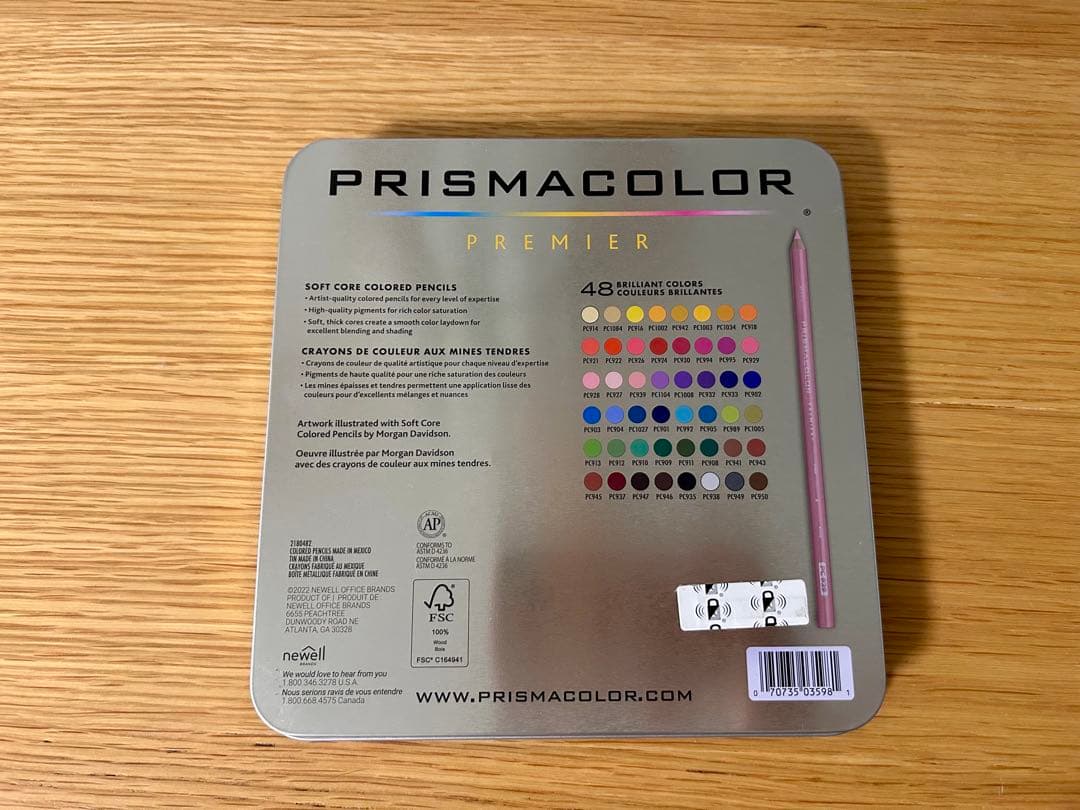 PRISMACOLOR
®
PREMIER
SOFT CORE COLORED PENCILS
• Artist-quality colored pencils for every level of expertise
• High-quality pigments for rich color saturation
• Soft, thick cores create a smooth color laydown for
excellent blending and shading
CRAYONS DE COULEUR AUX MINES TENDRES
• Crayons de couleur de qualité artistique pour chaque niveau d'expertise
• Pigments de haute qualité pour une riche saturation des couleurs
• Les mines épaisses et tendres permettent une application lisse des
couleurs pour d'excellents mélanges et nuances
Artwork illustrated with Soft Core
Colored Pencils by Morgan Davidson.
Oeuvre illustrée par Morgan Davidson
avec des crayons de couleur aux mines tendres.
48 BRILLIANT COLORS
COULEURS BRILLANTES
PC914 PC1084 PC916 PC1002 PC942 PC1003 PC1034 PC918
PC921 PC922 PC926 PC924 PC930 PC994 PC995 PC929
PC928 PC927 PC939 PC1104 PC1008 PC932 PC933 PC902
PC903 PC904 PC1027 PC901 PC992 PC905 PC989 PC1005
PC913 PC912 PC910 PC909 PC911 PC908 PC941 PC943
PC945 PC937 PC947 PC946 PC935 PC938 PC949 PC950
PRISMACOLOR
2180482
COLORED PENCILS MADE IN MEXICO
TIN MADE IN CHINA
CRAYONS FABRIQUÉ AU MEXIQUE
BOÎTE MÉTALLIQUE FABRIQUÉ EN CHINE
©2022 NEWELL OFFICE BRANDS
PRODUCT OF | PRODUIT DE :
NEWELL OFFICE BRANDS
6655 PEACHTREE
DUNWOODY ROAD NE
ATLANTA, GA 30328
newell
BRANDS
We would love to hear from you
1.800.346.3278 U.S.A.
Nous serions ravis de vous entendre
1.800.668.4575 Canada
AP
CONFORMS TO
ASTM D-4236
CONFORME À LA NORME
ASTM D-4236
FSC
100%
Wood
Bois
FSC® C164941
WWW.PRISMACOLOR.COM
0 70735 03598 1